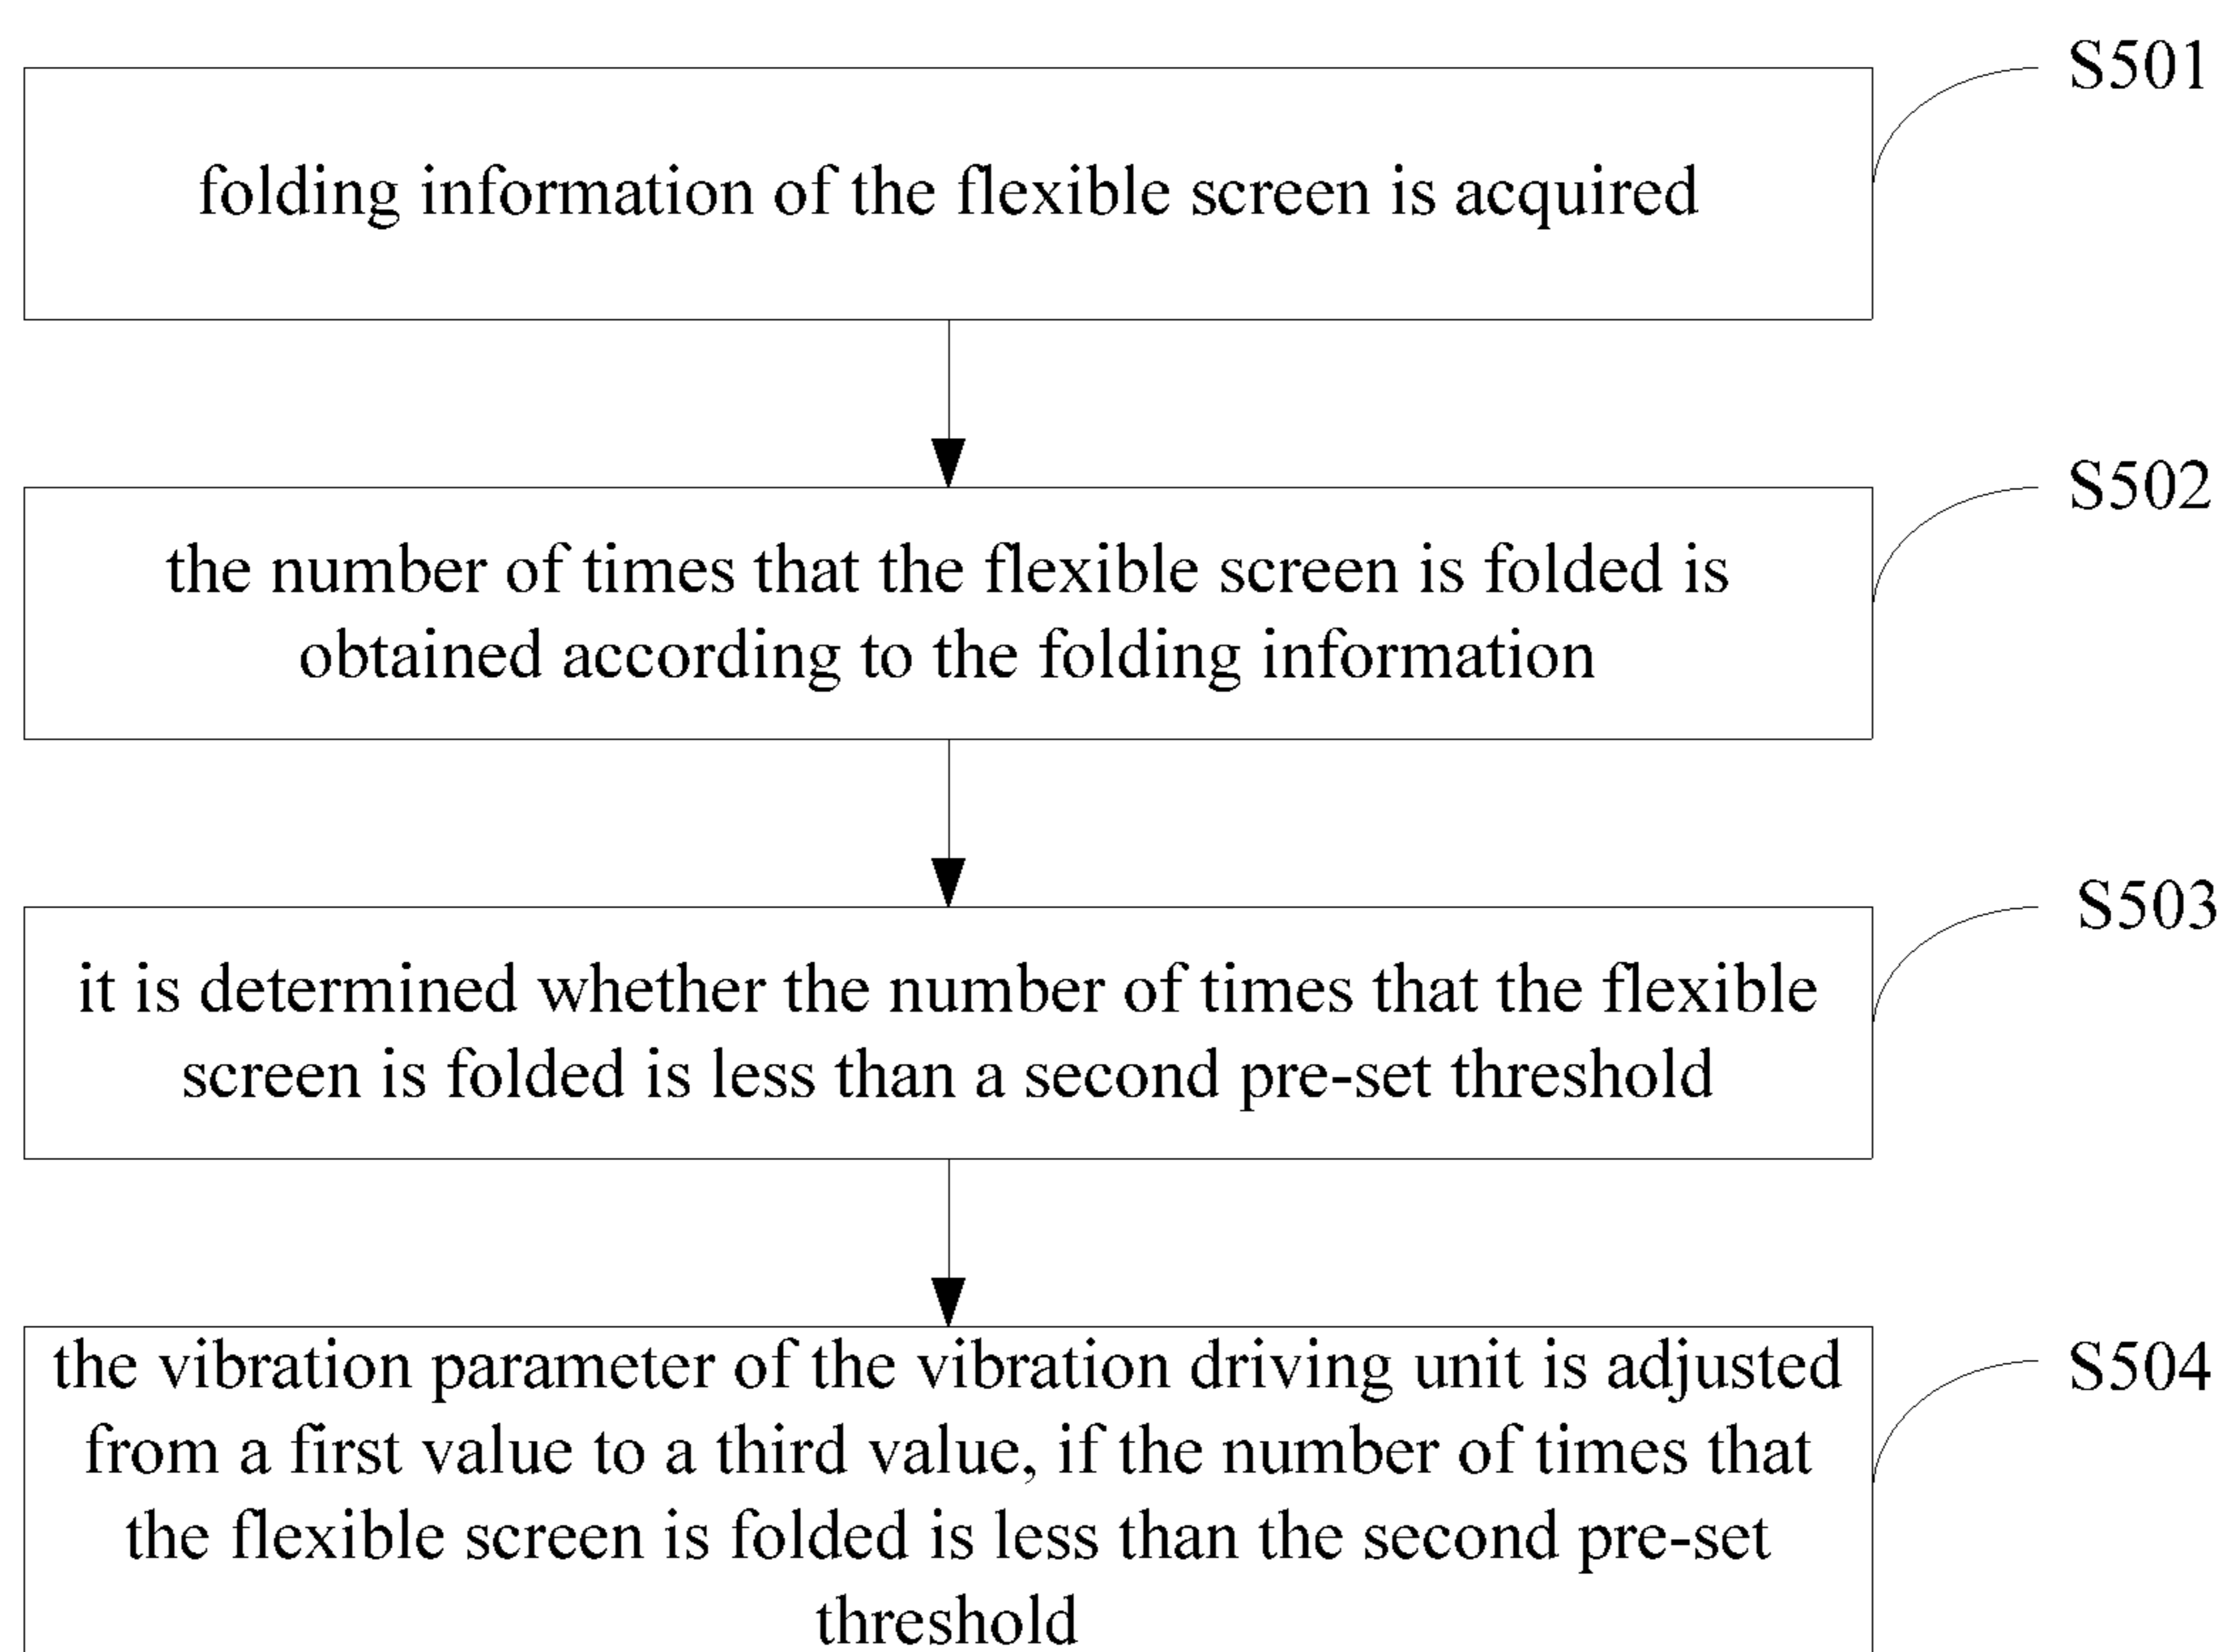 S501
folding information of the flexible screen is acquired
S502
the number of times that the flexible screen is folded is
obtained according to the folding information
S503
it is determined whether the number of times that the flexible
screen is folded is less than a second pre-set threshold
S504
the vibration parameter of the vibration driving unit is adjusted
from a first value to a third value, if the number of times that
the flexible screen is folded is less than the second pre-set
threshold